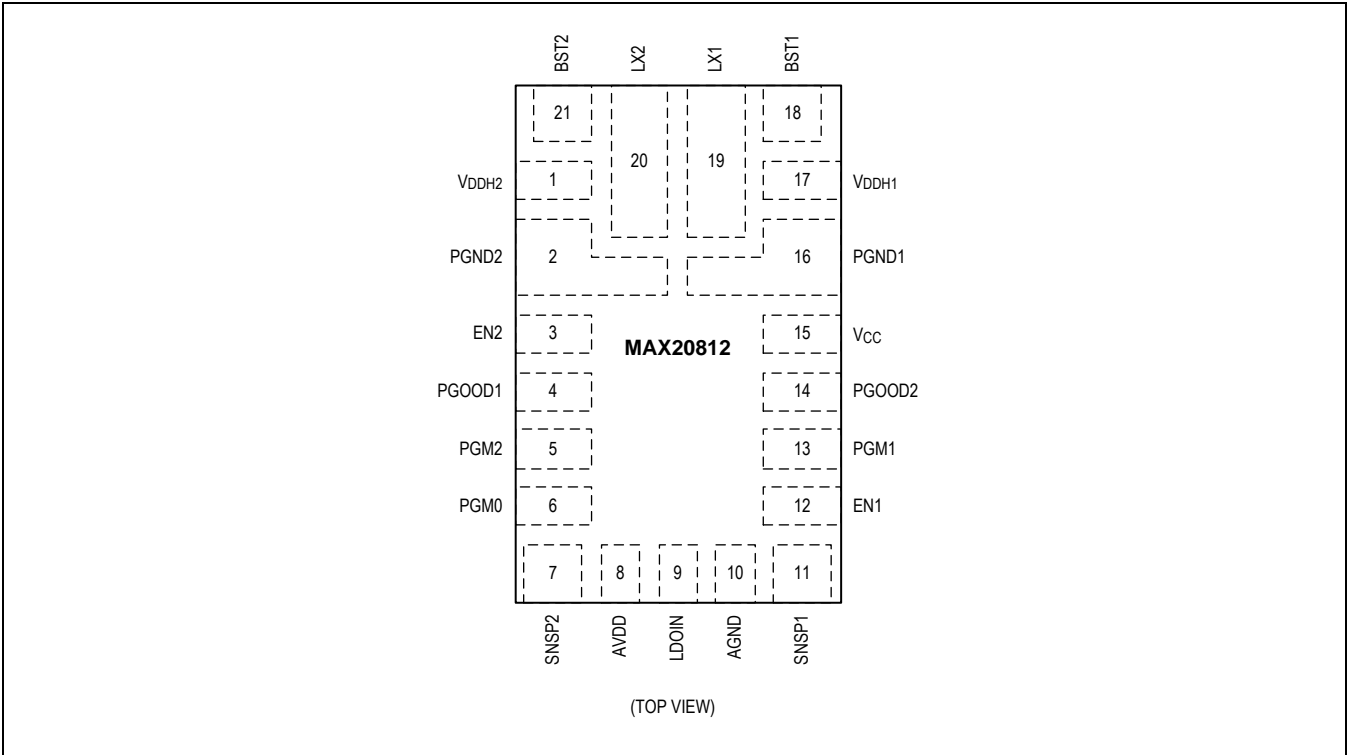 BST2 LX2 LX1 BST1
21 20 19 18
VDDH2 1 17 VDDH1
PGND2 2 16 PGND1
EN2 3 MAX20812 15 VCC
PGOOD1 4 14 PGOOD2
PGM2 5 13 PGM1
PGM0 6 12 EN1
7 8 9 10 11
SNSP2 AVDD LDOIN AGND SNSP1
(TOP VIEW)